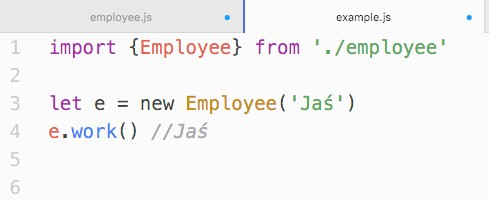 employee.js example.js
1 import {Employee} from './employee'
2
3 let e = new Employee('Jaś')
4 e.work() //Jaś
5
6